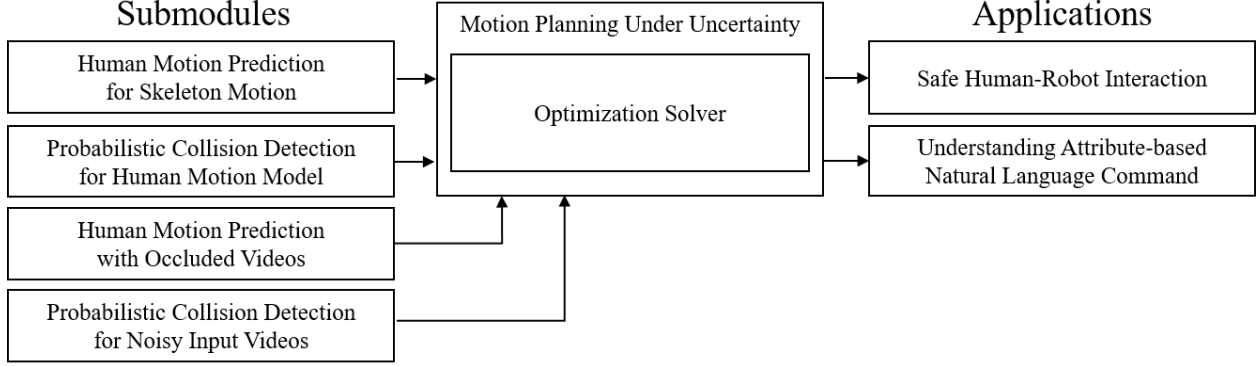 Submodules
Human Motion Prediction
for Skeleton Motion
Probabilistic Collision Detection
for Human Motion Model
Human Motion Prediction
with Occluded Videos
Probabilistic Collision Detection
for Noisy Input Videos
Motion Planning Under Uncertainty
Optimization Solver
Applications
Safe Human-Robot Interaction
Understanding Attribute-based
Natural Language Command